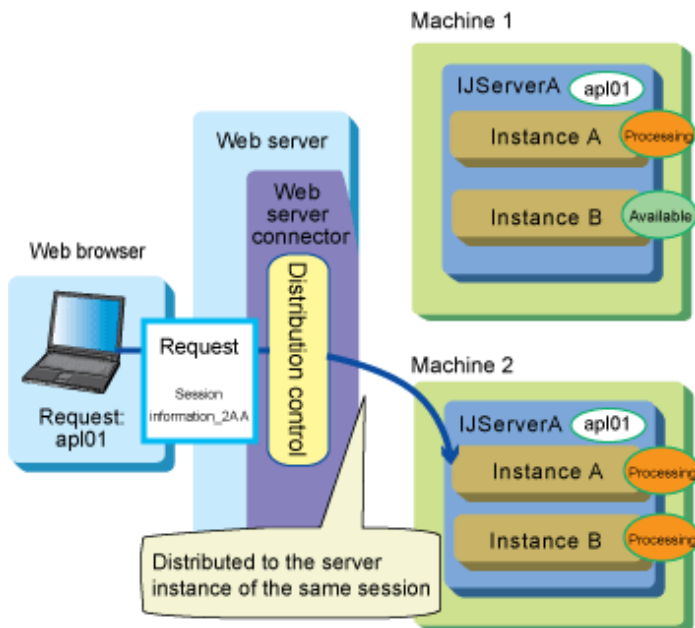 Machine 1
IJServerA apl01
Instance A Processing
Instance B Available
Web server
Web
server
connector
Distribution control
Web browser
Request:
apl01
Request
Session
information_2AA
Machine 2
IJServerA apl01
Instance A Processing
Instance B Processing
Distributed to the server
instance of the same session